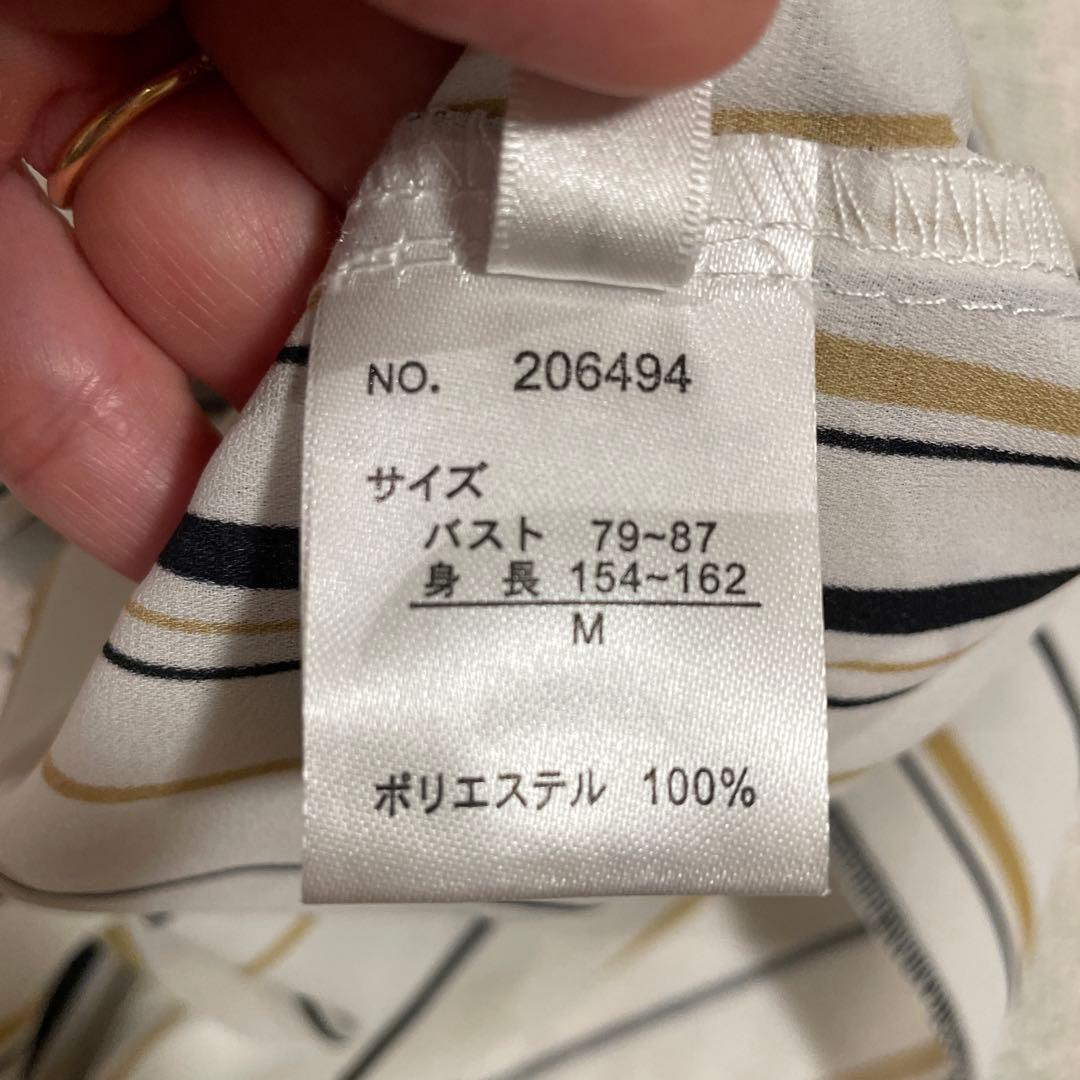 NO. 206494
サイズ
バスト 79~87
身 長 154~162
M
ポリエステル 100%